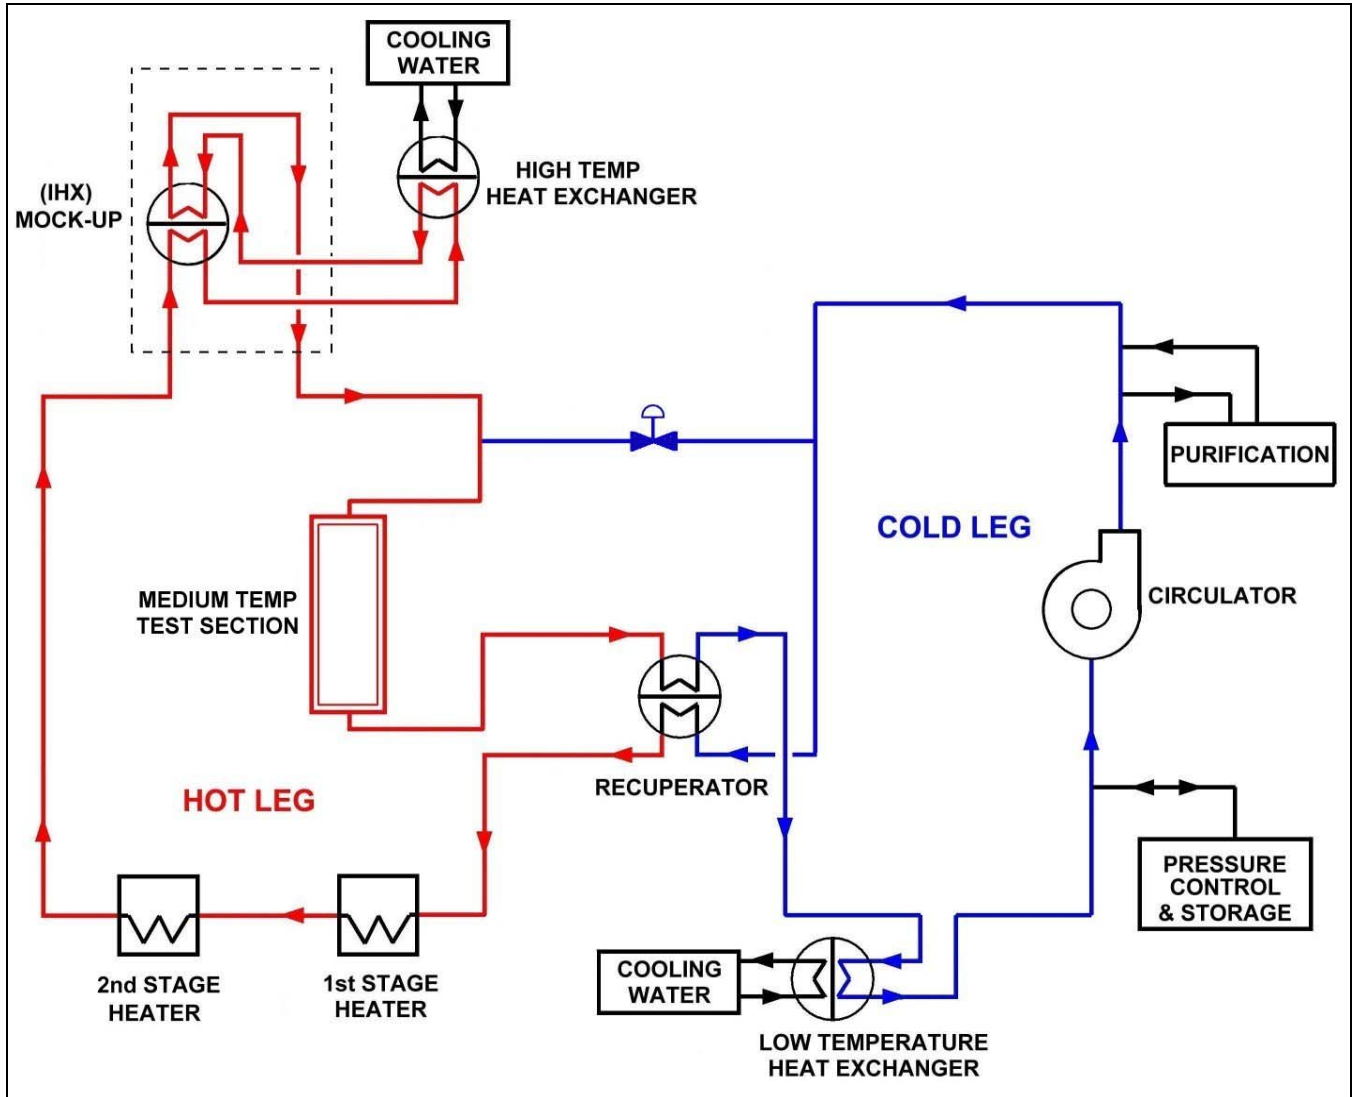 COOLING
WATER
(IHX)
MOCK-UP
HIGH TEMP
HEAT EXCHANGER
PURIFICATION
COLD LEG
MEDIUM TEMP
TEST SECTION
CIRCULATOR
RECUPERATOR
HOT LEG
PRESSURE
CONTROL
& STORAGE
2nd STAGE
HEATER
1st STAGE
HEATER
COOLING
WATER
LOW TEMPERATURE
HEAT EXCHANGER